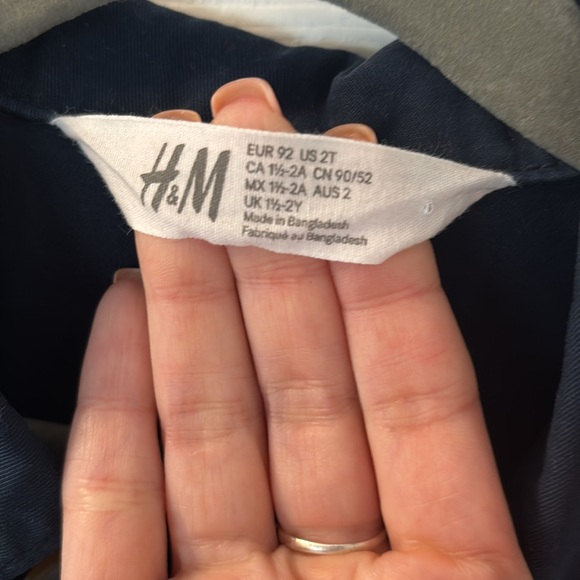 H&M
EUR 92 US 2T
CA 1½-2A CN 90/52
MX 1½-2A AUS 2
UK 1½-2Y
Made in Bangladesh
Fabriqué au Bangladesh